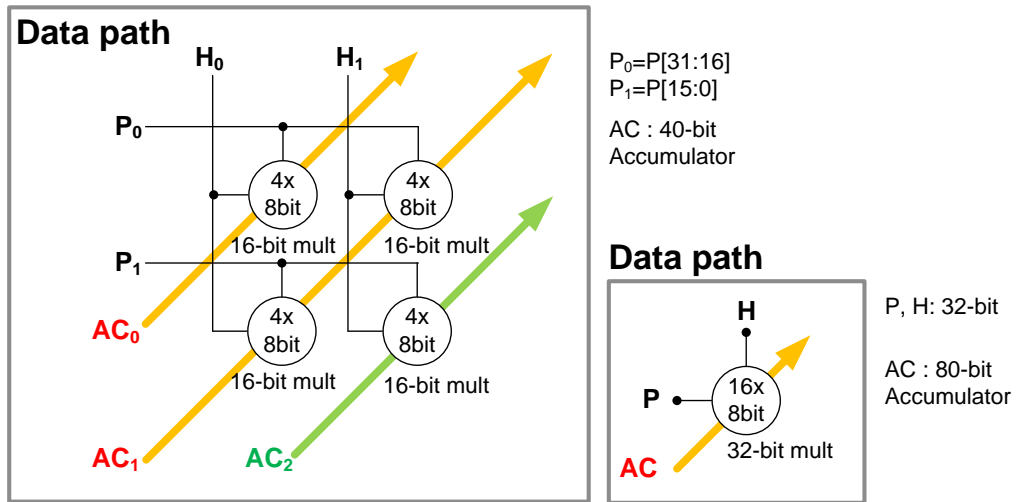 Data path
H₀ H₁
P₀
4x
8bit
4x
8bit
16-bit mult 16-bit mult
P₁
4x
8bit
4x
8bit
AC₀
16-bit mult 16-bit mult
AC₁ AC₂
P₀=P[31:16]
P₁=P[15:0]
AC : 40-bit
Accumulator
Data path
H
P
16x
8bit
32-bit mult
AC
P, H: 32-bit
AC : 80-bit
Accumulator